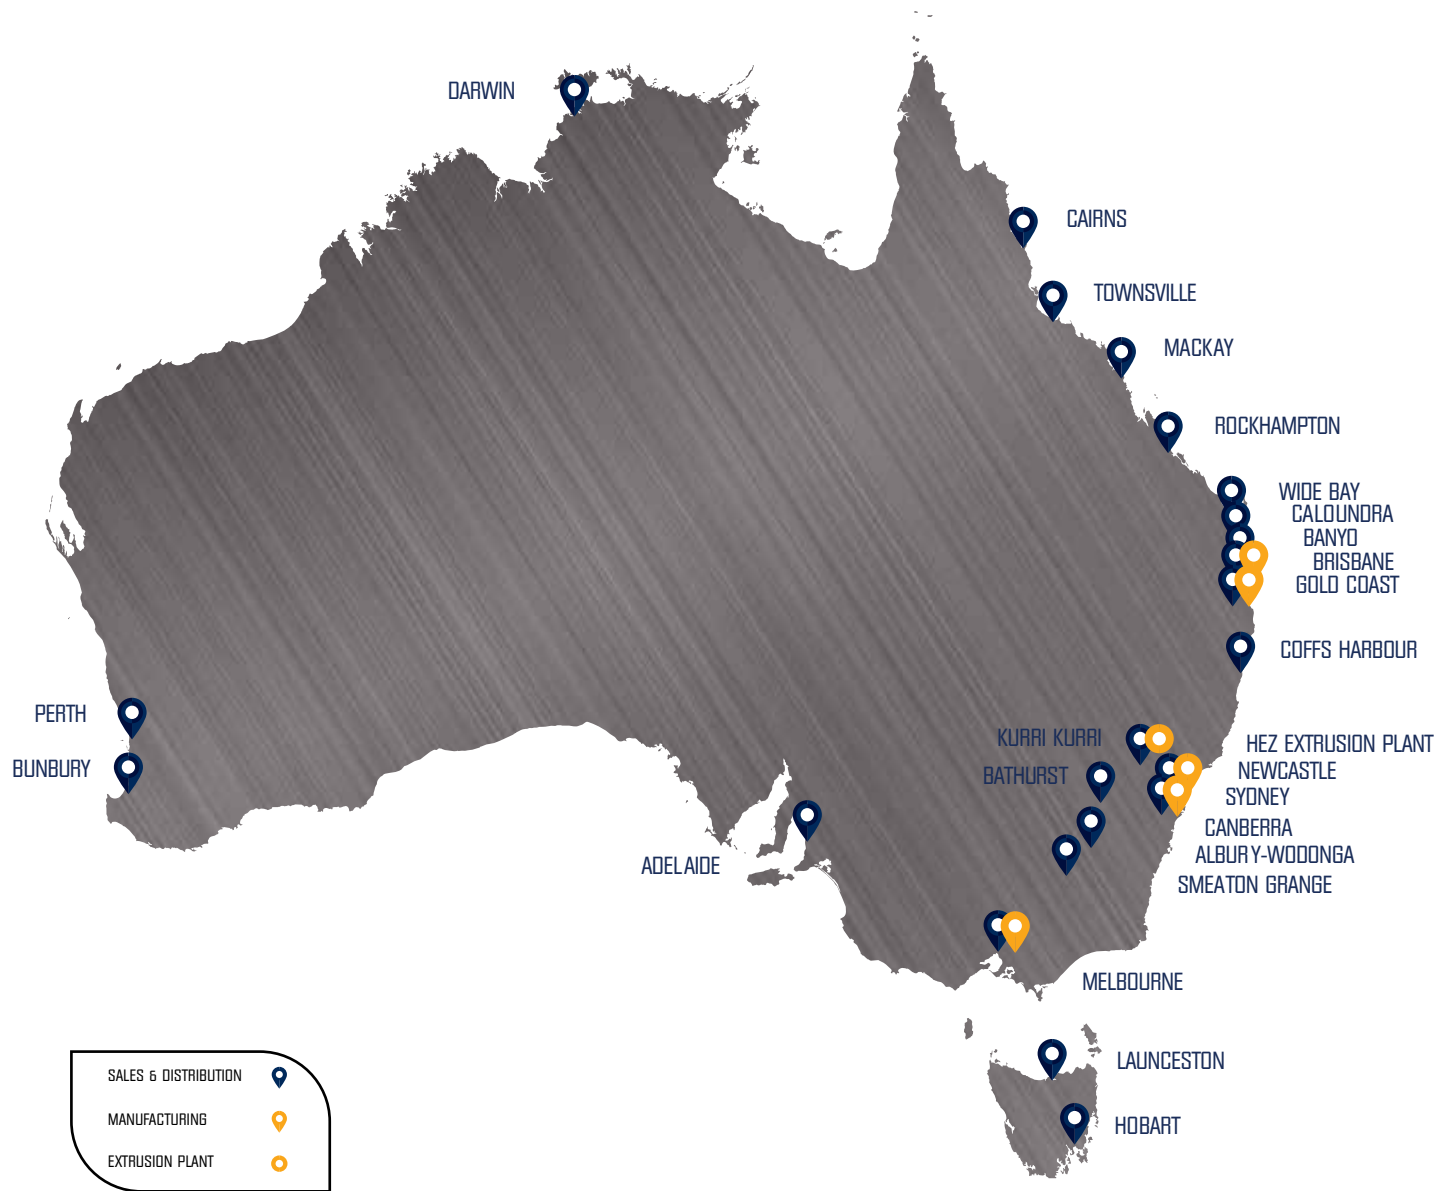 DARWIN
CAIRNS
TOWNSVILLE
MACKAY
ROCKHAMPTON
WIDE BAY
CALOUNDRA
BANYO
BRISBANE
GOLD COAST
COFFS HARBOUR
PERTH
KURRI KURRI
HEZ EXTRUSION PLANT
BUNBURY
BATHURST
NEWCASTLE
SYDNEY
CANBERRA
ALBURY-WODONGA
ADELAIDE
SMEATON GRANGE
MELBOURNE
LAUNCESTON
HOBART
SALES & DISTRIBUTION
MANUFACTURING
EXTRUSION PLANT